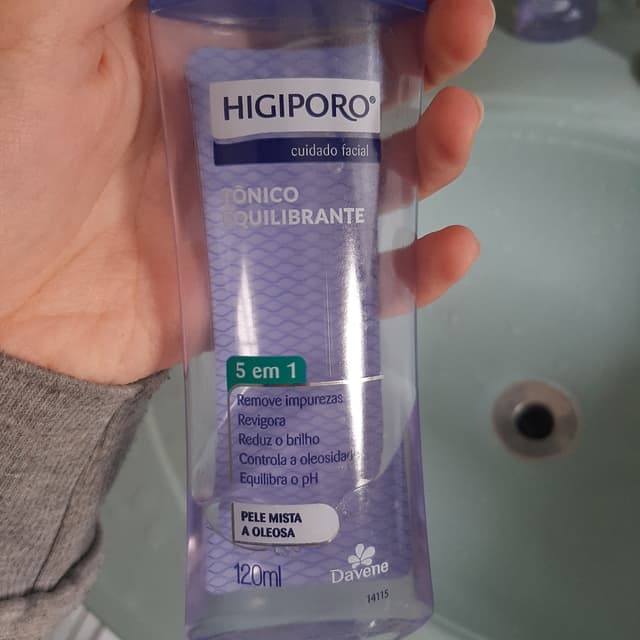 HIGIPORO®
cuidado facial
TÔNICO
EQUILIBRANTE
5 em 1
Remove impurezas
Revigora
Reduz o brilho
Controla a oleosidade
Equilibra o pH
PELE MISTA
A OLEOSA
120ml
Davene
14115